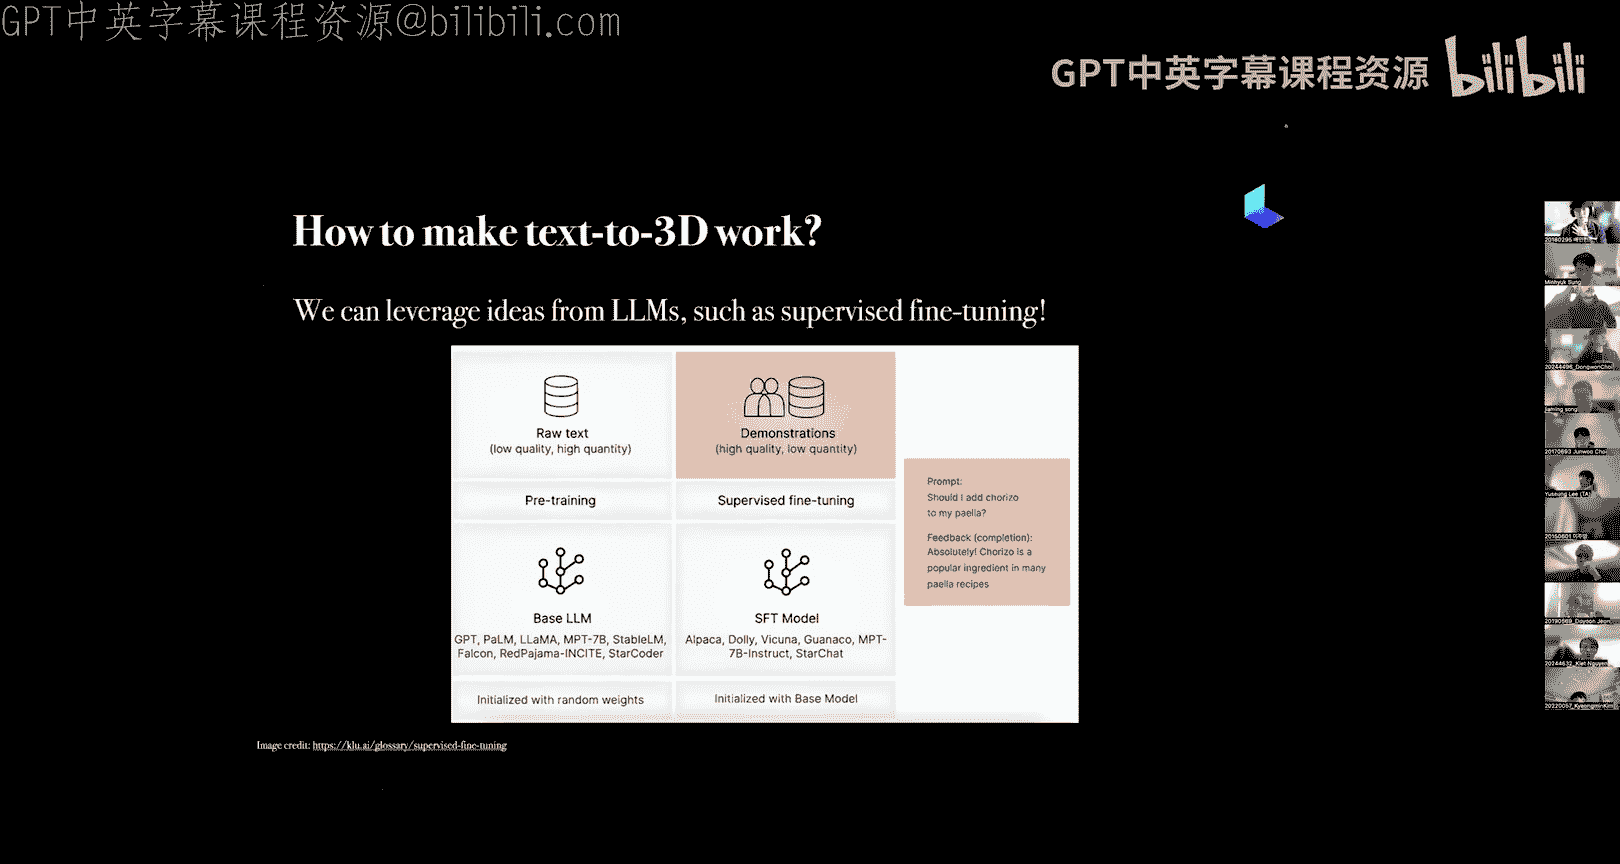 GPT中英字幕课程资源@bilibili.com
GPT中英字幕课程资源 bilibili
How to make text-to-3D work?
We can leverage ideas from LLMs, such as supervised fine-tuning!
Raw text
(low quality, high quantity)
Demonstrations
(high quality, low quantity)
Pre-training
Supervised fine-tuning
Prompt:
Should I add chorizo
to my paella?
Feedback (completion):
Absolutely! Chorizo is a
popular ingredient in many
paella recipes
Base LLM
GPT, PaLM, LLaMA, MPT-7B, StableLM,
Falcon, RedPajama-INCITE, StarCoder
SFT Model
Alpaca, Dolly, Vicuna, Guanaco, MPT-
7B-Instruct, StarChat
Initialized with random weights
Initialized with Base Model
Image credit: https://klu.ai/glossary/supervised-fine-tuning
Minhyuk Sung
Yuseung Lee (TA)